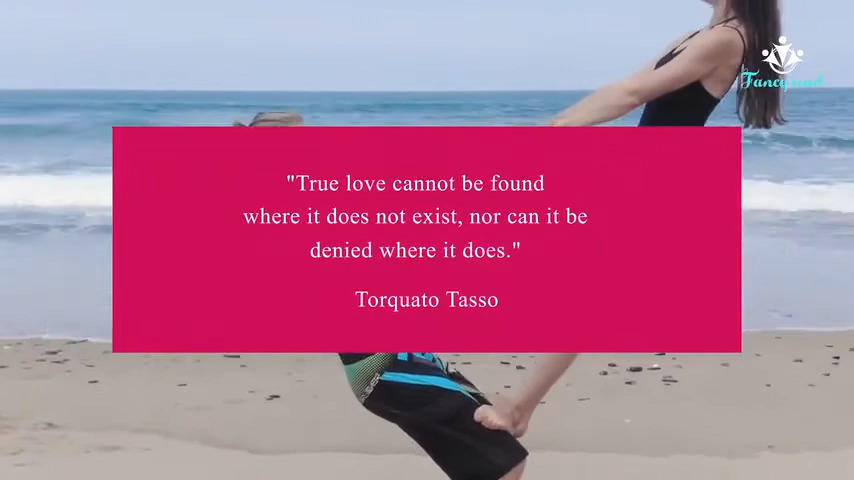 "True love cannot be found
where it does not exist, nor can it be
denied where it does."
Torquato Tasso